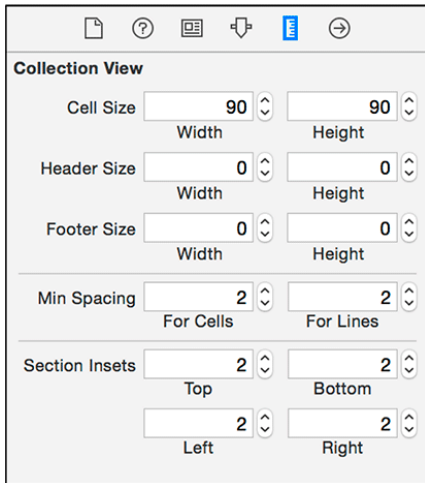 Collection View
Cell Size 90 90
Width Height
Header Size 0 0
Width Height
Footer Size 0 0
Width Height
Min Spacing 2 2
For Cells For Lines
Section Insets 2 2
Top Bottom
2 2
Left Right